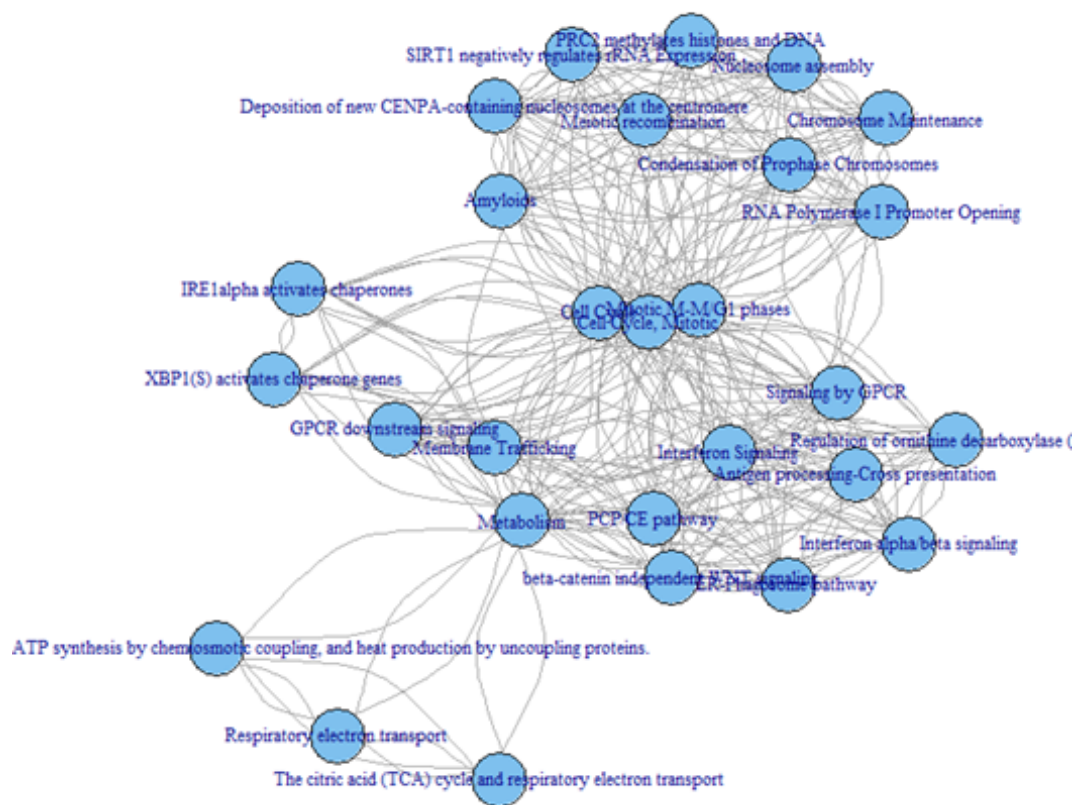 PRC2 methylates histones and DNA
SIRT1 negatively regulates rRNA Expression
Nucleosome assembly
Deposition of new CENPA-containing nucleosomes at the centromere
Meiotic recombination
Chromosome Maintenance
Condensation of Prophase Chromosomes
Amyloids
RNA Polymerase I Promoter Opening
IRE1alpha activates chaperones
Cell Cycle
Mitotic M-M/G1 phases
Cell Cycle, Mitotic
XBP1(S) activates chaperone genes
Signaling by GPCR
GPCR downstream signaling
Membrane Trafficking
Interferon Signaling
Regulation of ornithine decarboxylase (
Antigen processing-Cross presentation
Metabolism
PCP/CE pathway
Interferon alpha/beta signaling
beta-catenin independent WNT signaling
ER-Phagosome pathway
ATP synthesis by chemiosmotic coupling, and heat production by uncoupling proteins.
Respiratory electron transport
The citric acid (TCA) cycle and respiratory electron transport